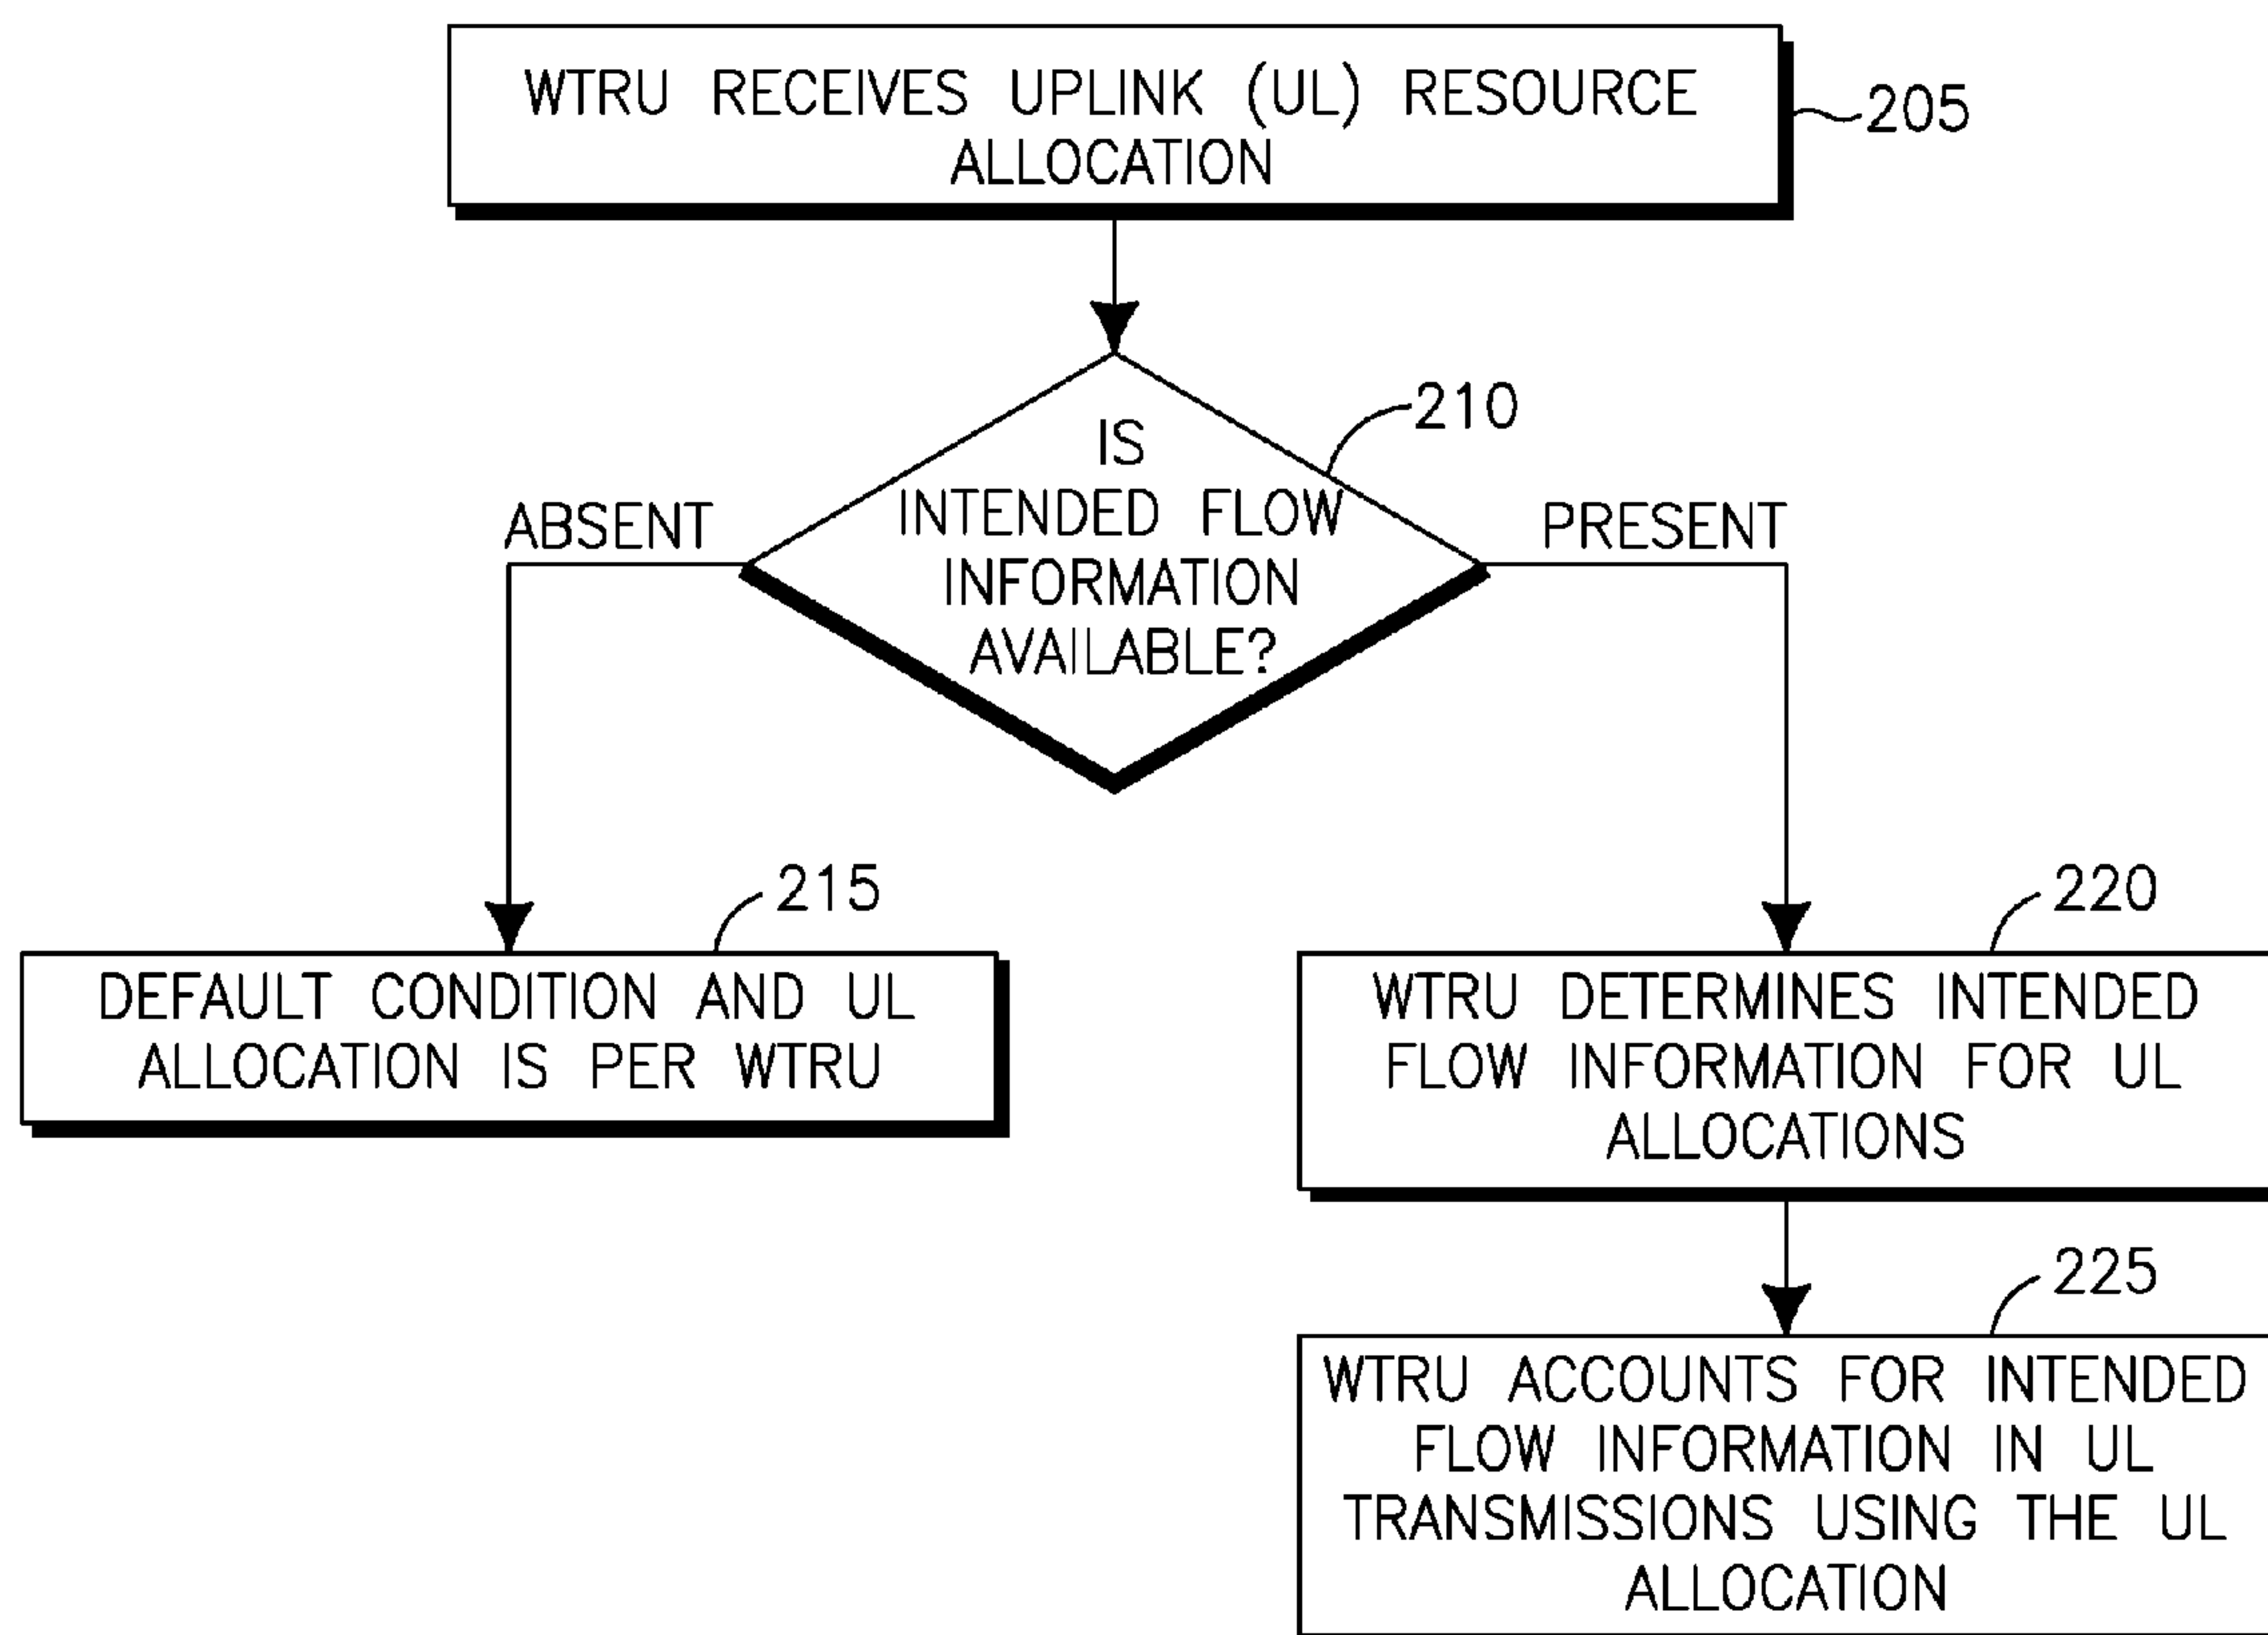 WTRU RECEIVES UPLINK (UL) RESOURCE
ALLOCATION
205
IS
INTENDED FLOW
INFORMATION
AVAILABLE?
210
ABSENT
PRESENT
215
DEFAULT CONDITION AND UL
ALLOCATION IS PER WTRU
220
WTRU DETERMINES INTENDED
FLOW INFORMATION FOR UL
ALLOCATIONS
225
WTRU ACCOUNTS FOR INTENDED
FLOW INFORMATION IN UL
TRANSMISSIONS USING THE UL
ALLOCATION